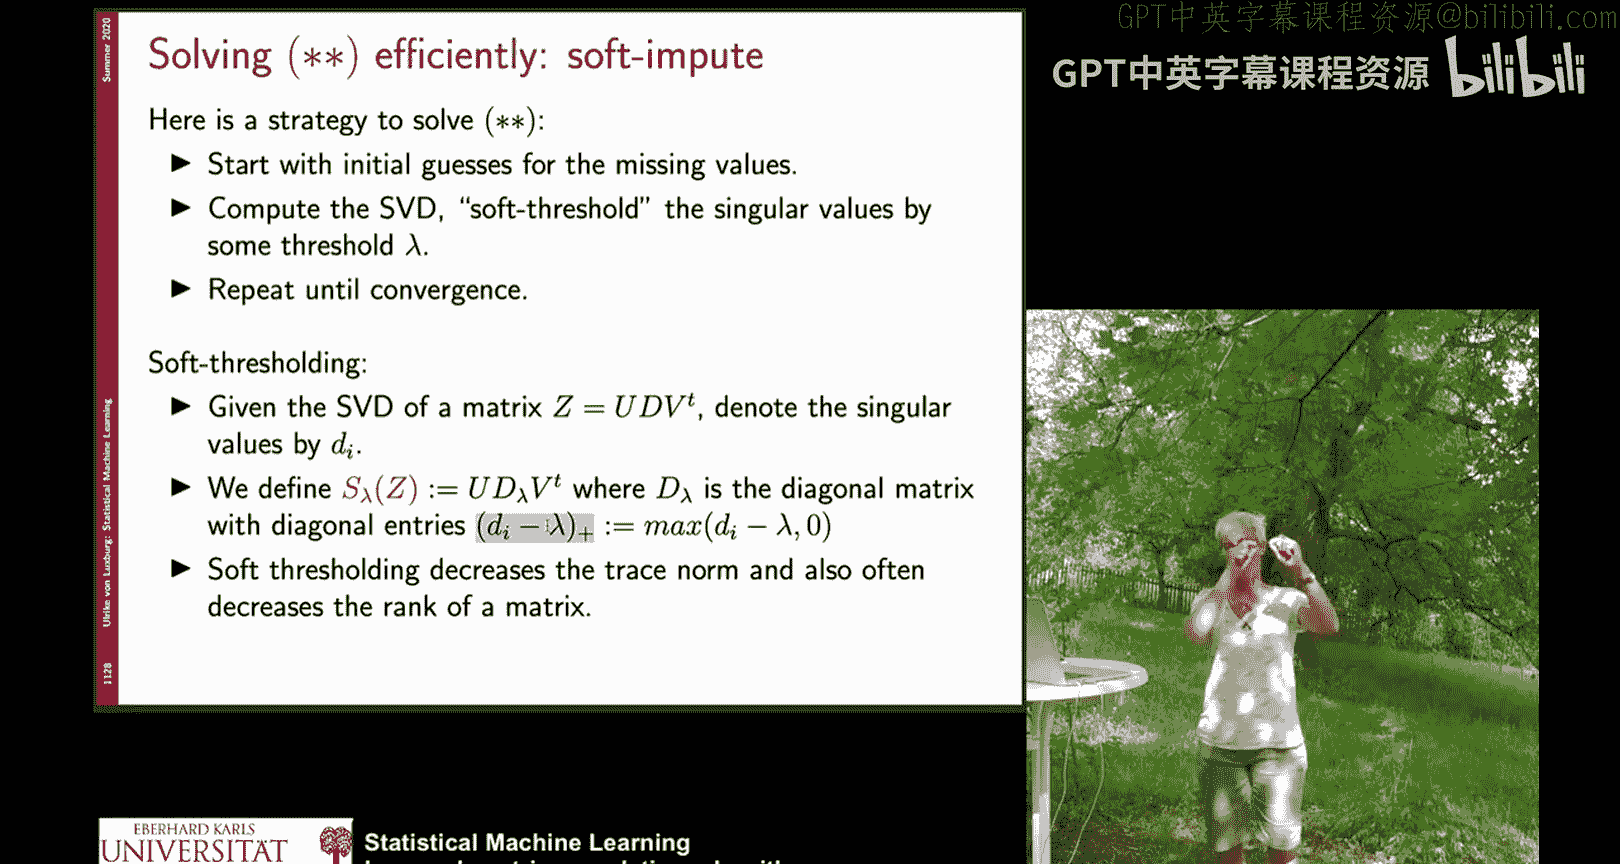 GPT中英字幕课程资源@bilibili.com
GPT中英字幕课程资源 bilibili
Summer 2020
Solving (∗∗) efficiently: soft-impute
Here is a strategy to solve (∗∗):
▶ Start with initial guesses for the missing values.
▶ Compute the SVD, “soft-threshold” the singular values by
some threshold λ.
▶ Repeat until convergence.
Soft-thresholding:
▶ Given the SVD of a matrix Z = UDVᵗ, denote the singular
values by dᵢ.
▶ We define S_λ(Z) := UD_λVᵗ where D_λ is the diagonal matrix
with diagonal entries (dᵢ − λ)₊ := max(dᵢ − λ, 0)
▶ Soft thresholding decreases the trace norm and also often
decreases the rank of a matrix.
Ulrike von Luxburg: Statistical Machine Learning
1128
EBERHARD KARLS
UNIVERSITÄT
Statistical Machine Learning